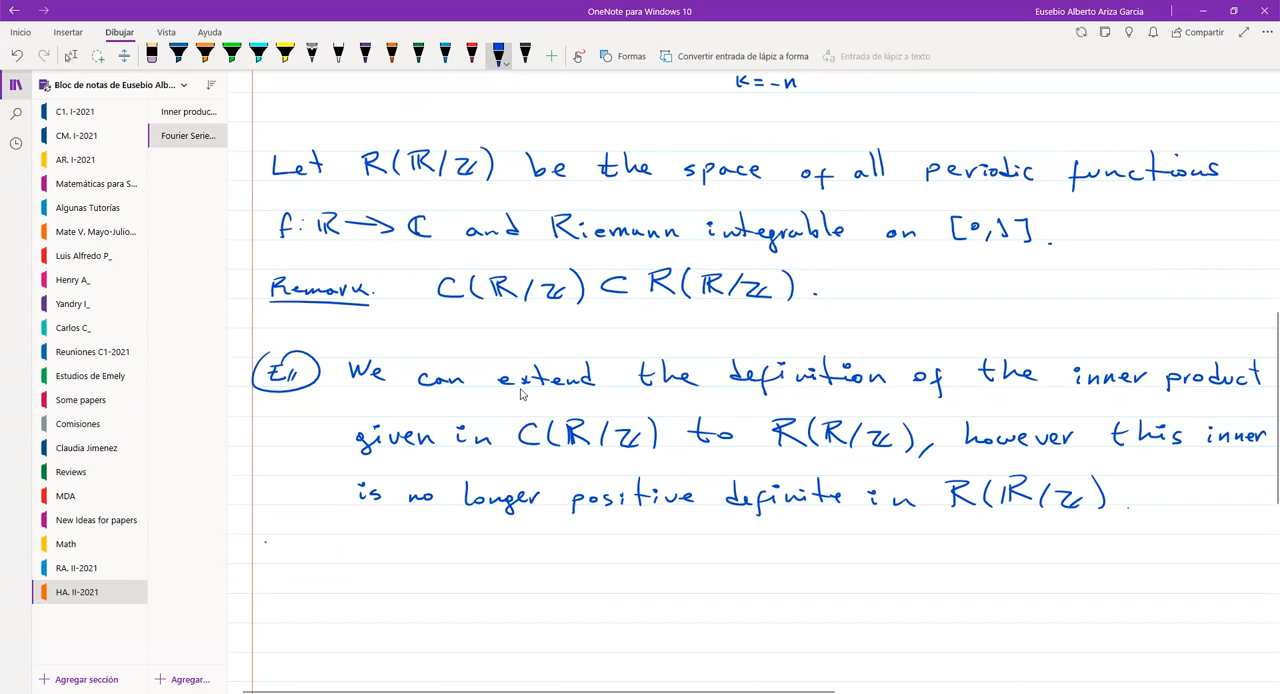 OneNote para Windows 10
Eusebio Alberto Ariza Garcia
Inicio Insertar Dibujar Vista Ayuda
Compartir
Formas
Convertir entrada de lápiz a forma
Entrada de lápiz a texto
Bloc de notas de Eusebio Alb...
C1. I-2021
CM. I-2021
AR. I-2021
Matemáticas para S...
Algunas Tutorías
Mate V. Mayo-Julio...
Luis Alfredo P_
Henry A_
Yandry I_
Carlos C_
Reuniones C1-2021
Estudios de Emely
Some papers
Comisiones
Claudia Jimenez
Reviews
MDA
New Ideas for papers
Math
RA. II-2021
HA. II-2021
Agregar sección
Inner produc...
Fourier Serie...
Agregar...
K = -n
Let R(ℝ/ℤ) be the space of all periodic functions
f: ℝ → ℂ and Riemann integrable on [0,1].
Remark. C(ℝ/ℤ) ⊂ R(ℝ/ℤ).
E// We can extend the definition of the inner product
given in C(ℝ/ℤ) to R(ℝ/ℤ), however this inner
is no longer positive definite in R(ℝ/ℤ).